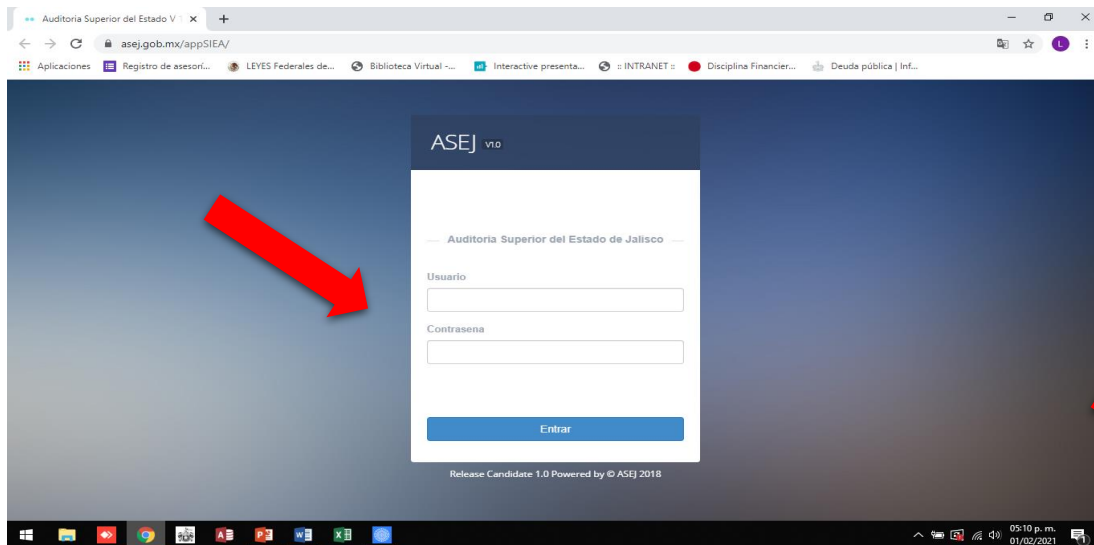 Auditoria Superior del Estado V
asej.gob.mx/appSIEA/
L
Aplicaciones Registro de asesorí... LEYES Federales de... Biblioteca Virtual -... Interactive presenta... :: INTRANET :: Disciplina Financier... Deuda pública | Inf...
ASEJ V1.0
Auditoria Superior del Estado de Jalisco
Usuario
Contrasena
Entrar
Release Candidate 1.0 Powered by © ASEJ 2018
05:10 p. m.
01/02/2021